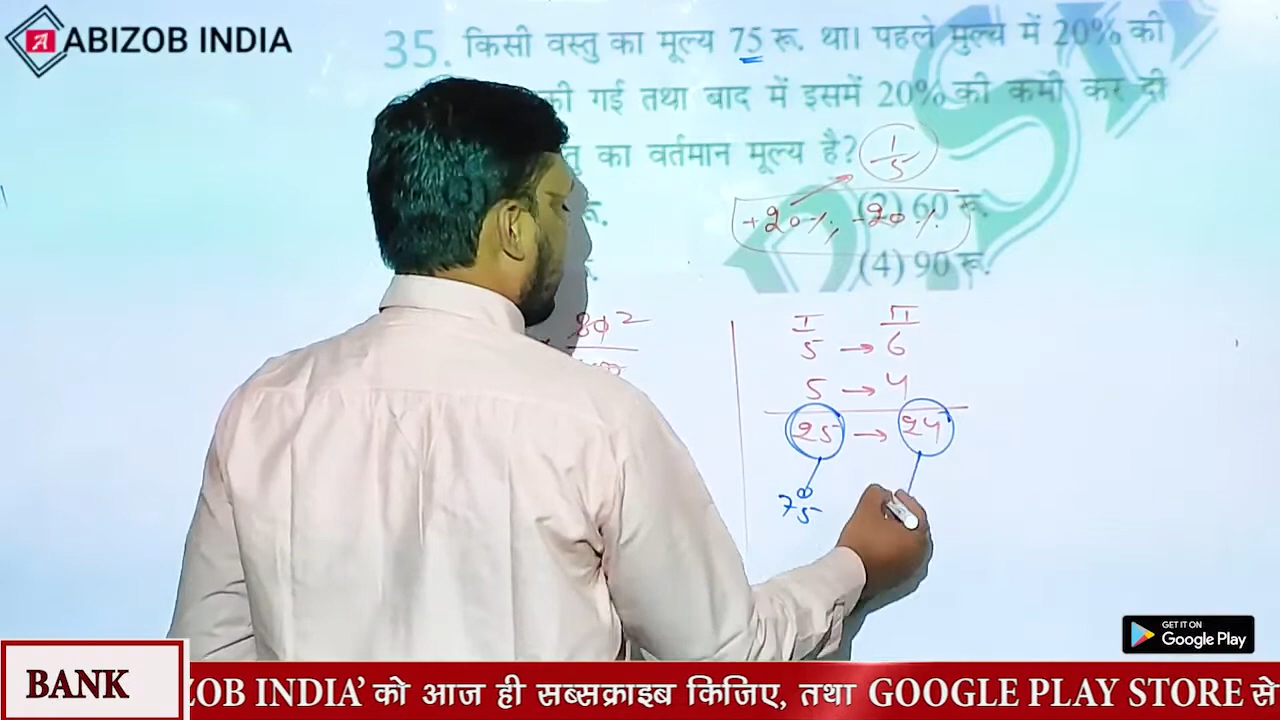 ABIZOB INDIA
35. किसी वस्तु का मूल्य 75 रू. था। पहले मुल्य में 20% की
की गई तथा बाद में इसमें 20% की कमी कर दी
का वर्तमान मूल्य है?
1/5
(2) 60 रू.
+20%, -20%
(4) 90 रू.
I II
5 → 6
5 → 4
25 → 24
75
GET IT ON
Google Play
BANK
ZOB INDIA’ को आज ही सब्सक्राइब किजिए, तथा GOOGLE PLAY STORE से